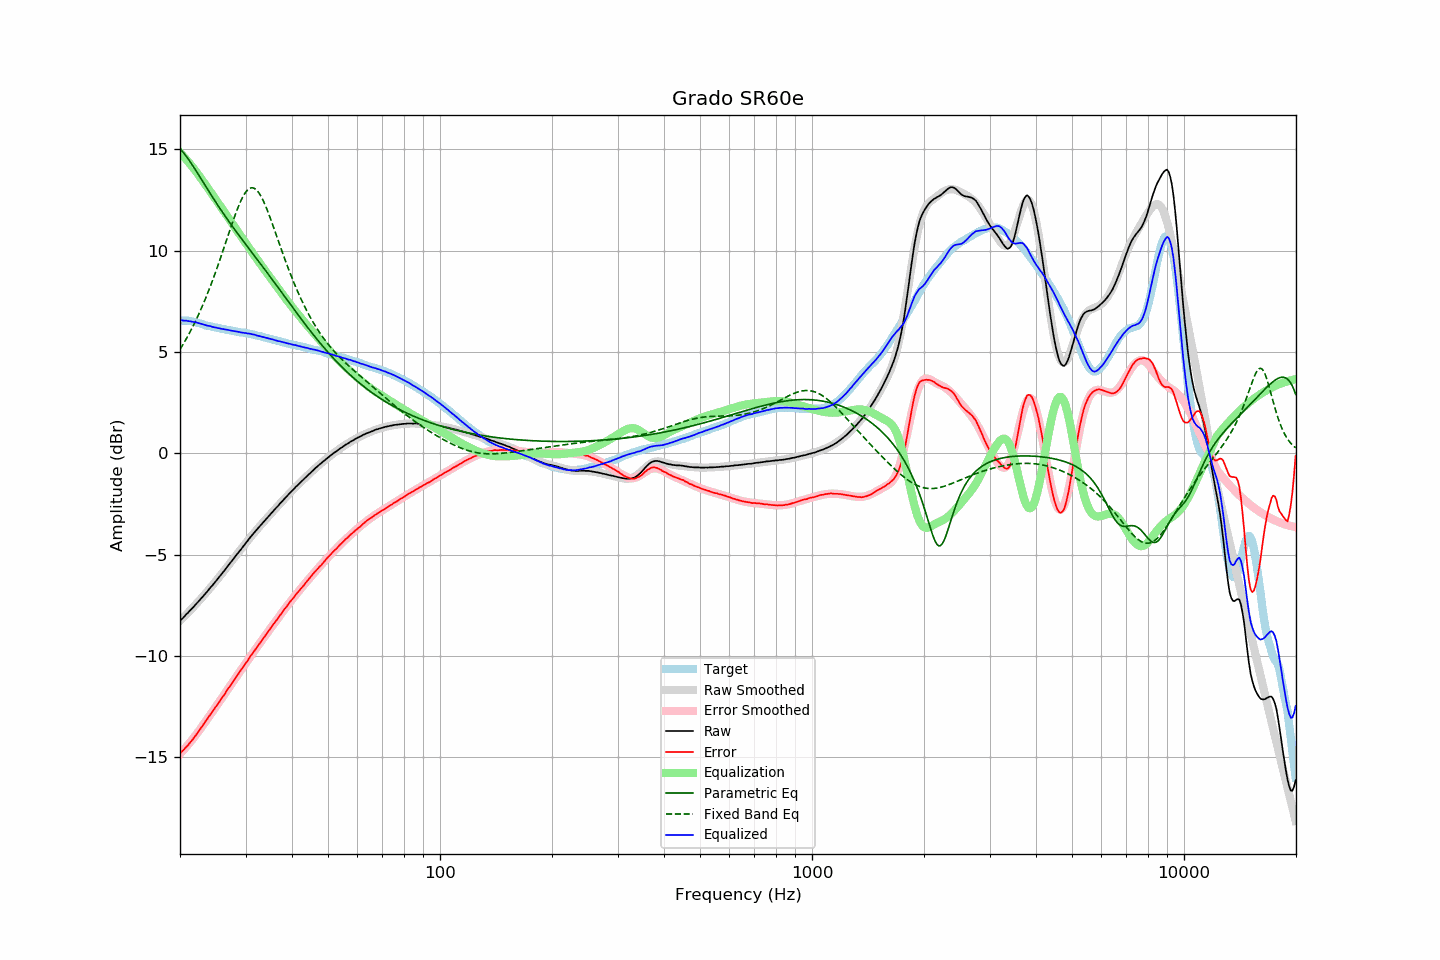 Grado SR60e
Amplitude (dBr)
15
10
5
0
−5
−10
−15
Target
Raw Smoothed
Error Smoothed
Raw
Error
Equalization
Parametric Eq
Fixed Band Eq
Equalized
100
1000
10000
Frequency (Hz)